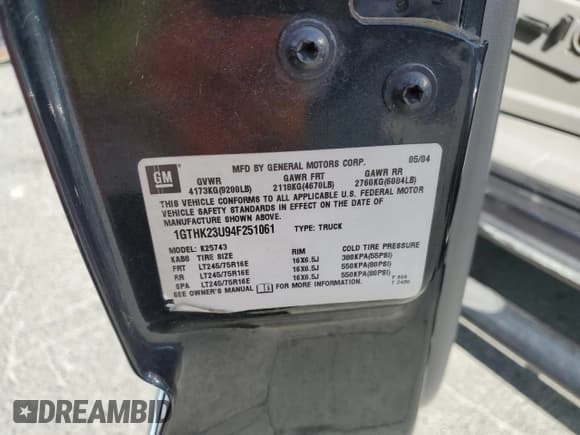 GM
MFD BY GENERAL MOTORS CORP. 05/04
GVWR GAWR FRT GAWR RR
4173KG(9200LB) 2118KG(4670LB) 2760KG(6084LB)
THIS VEHICLE CONFORMS TO ALL APPLICABLE U.S. FEDERAL MOTOR
VEHICLE SAFETY STANDARDS IN EFFECT ON THE DATE OF
MANUFACTURE SHOWN ABOVE.
1GTHK23U94F251061 TYPE: TRUCK
MODEL: K25743
KABB TIRE SIZE RIM COLD TIRE PRESSURE
FRT LT245/75R16E 16X6.5J 380KPA(55PSI)
RR LT245/75R16E 16X6.5J 550KPA(80PSI)
SPA LT245/75R16E 16X6.5J 550KPA(80PSI)
SEE OWNER'S MANUAL FOR MORE INFORMATION.
DREAMBID